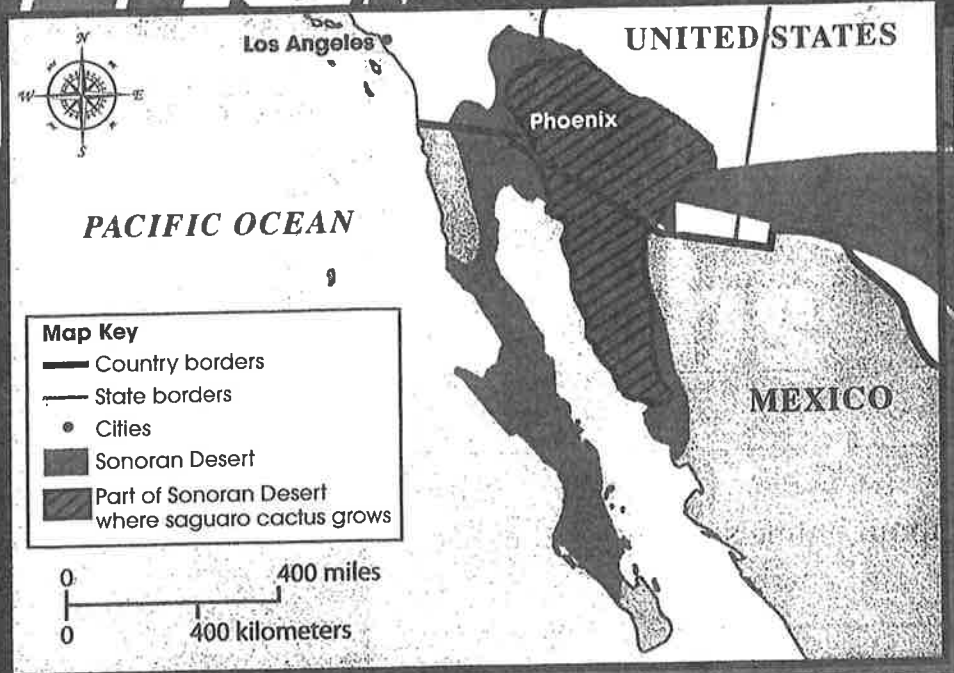 N
W
E
S
Los Angeles
UNITED STATES
Phoenix
PACIFIC OCEAN
Map Key
Country borders
State borders
Cities
Sonoran Desert
Part of Sonoran Desert
where saguaro cactus grows
MEXICO
0
400 miles
0
400 kilometers